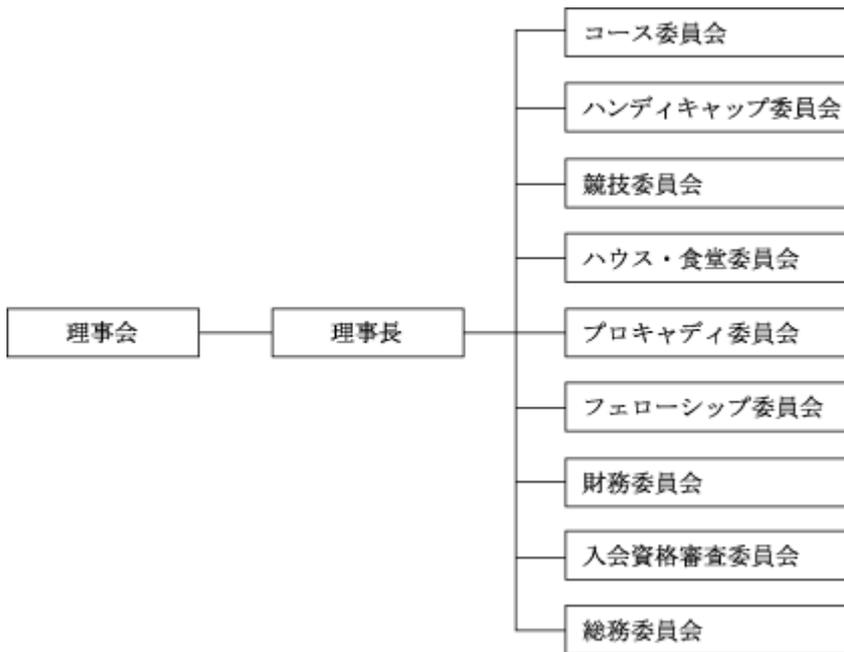 理事会
理事長
コース委員会
ハンディキャップ委員会
競技委員会
ハウス・食堂委員会
プロキャディ委員会
フェローシップ委員会
財務委員会
入会資格審査委員会
総務委員会